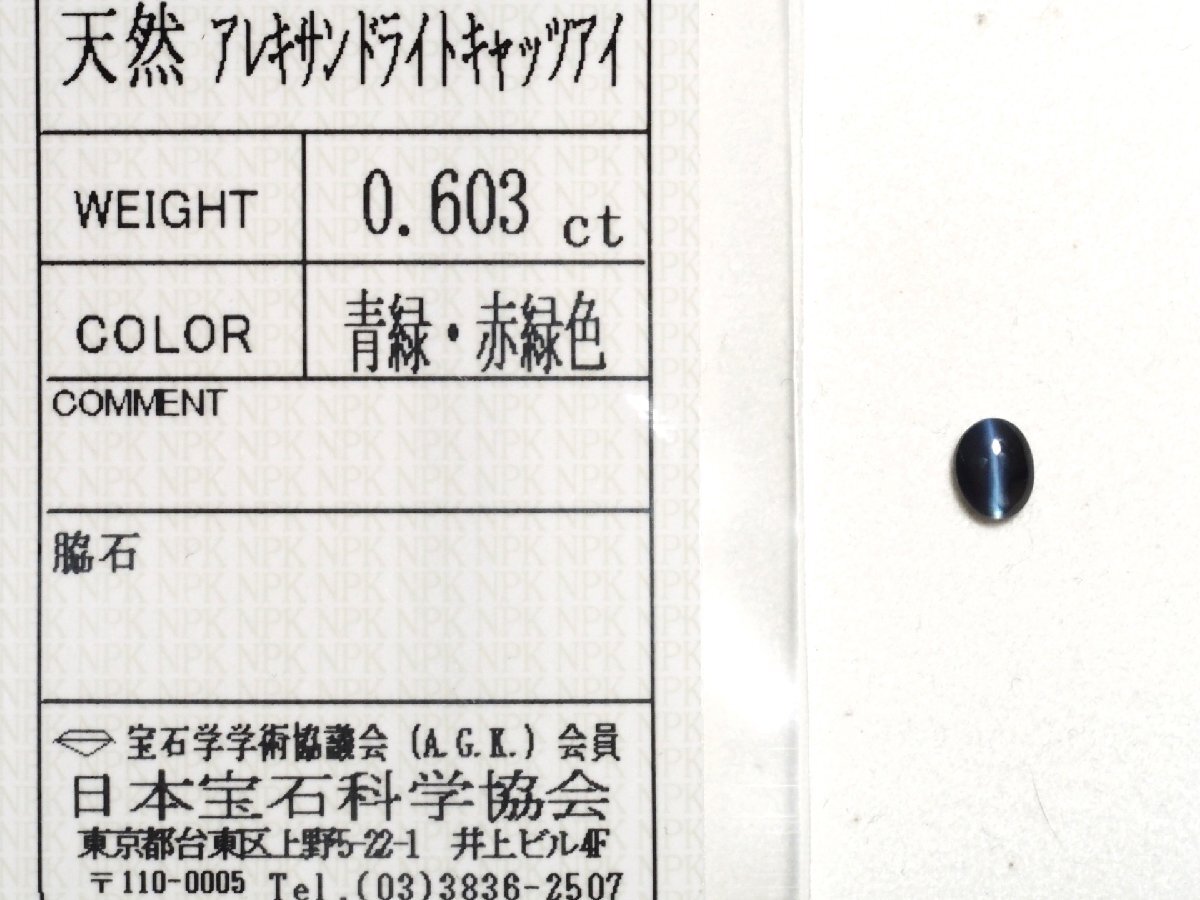 天然 アレキサンドライトキャッツアイ
WEIGHT 0.603 ct
COLOR 青緑・赤緑色
COMMENT
脇石
宝石学学術協議会 (A.G.K.) 会員
日本宝石科学協会
東京都台東区上野5-22-1 井上ビル4F
〒110-0005 Tel.(03)3836-2507